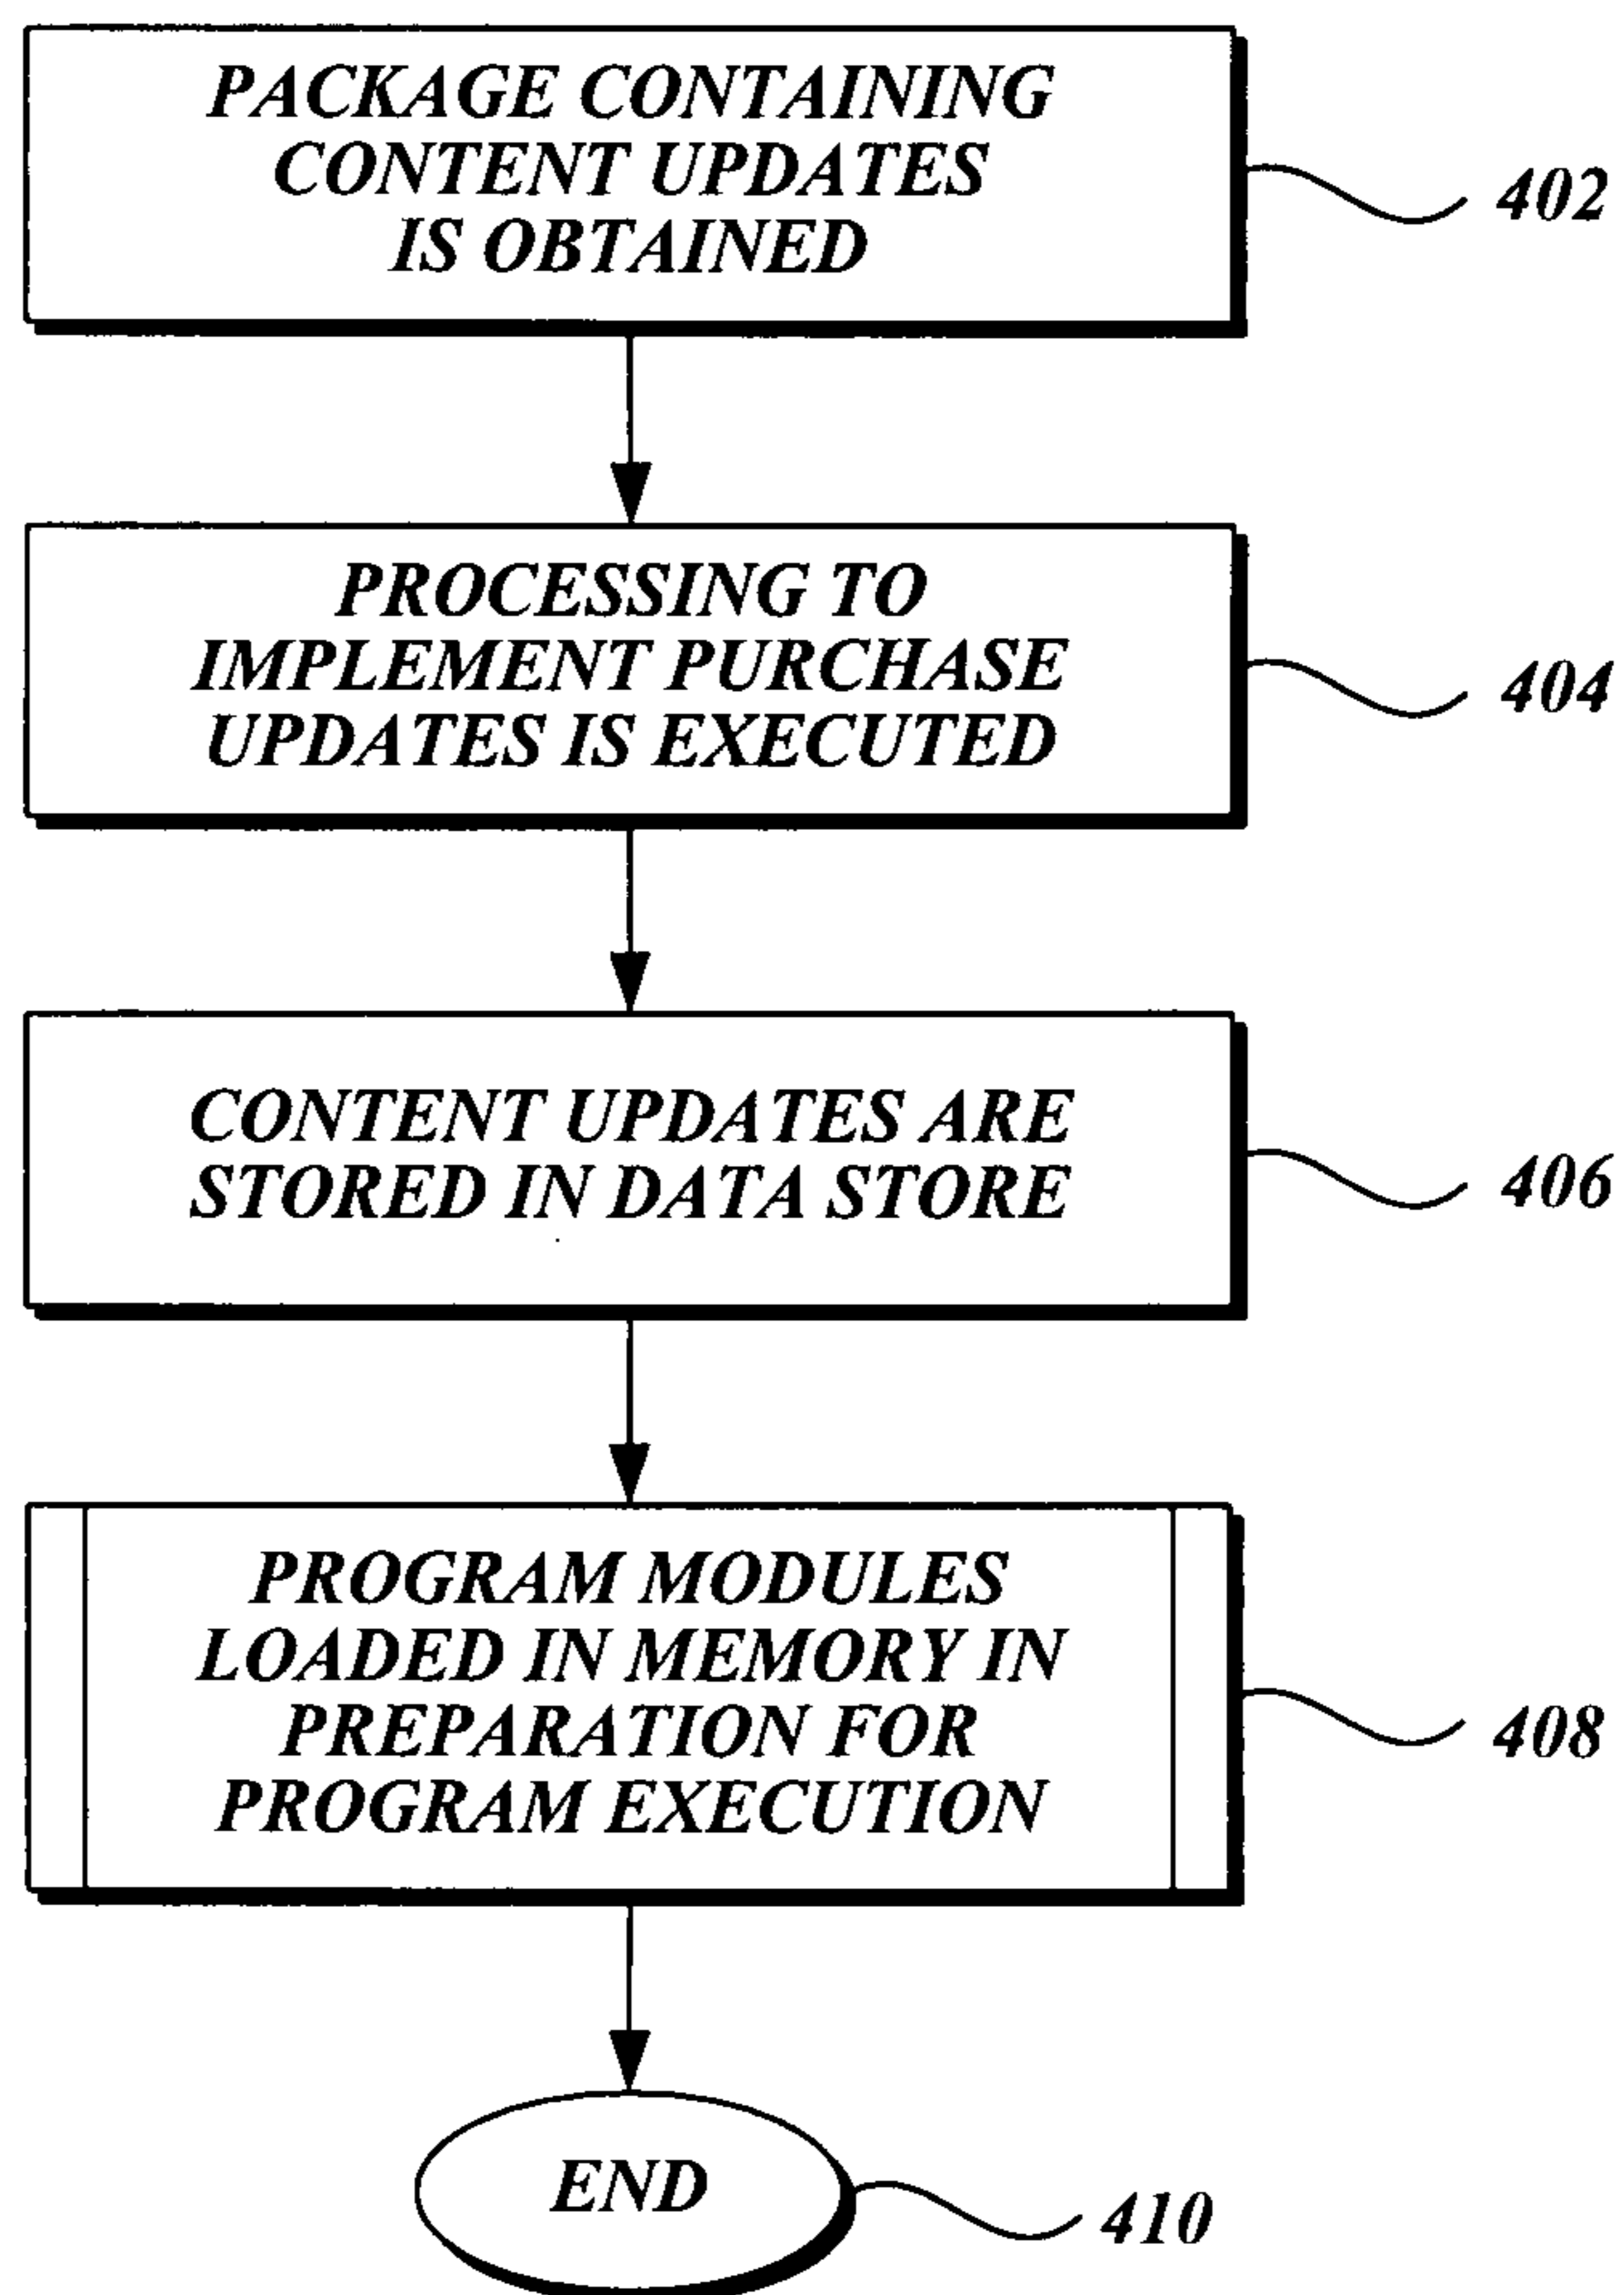 PACKAGE CONTAINING
CONTENT UPDATES
IS OBTAINED
402
PROCESSING TO
IMPLEMENT PURCHASE
UPDATES IS EXECUTED
404
CONTENT UPDATES ARE
STORED IN DATA STORE
406
PROGRAM MODULES
LOADED IN MEMORY IN
PREPARATION FOR
PROGRAM EXECUTION
408
END
410